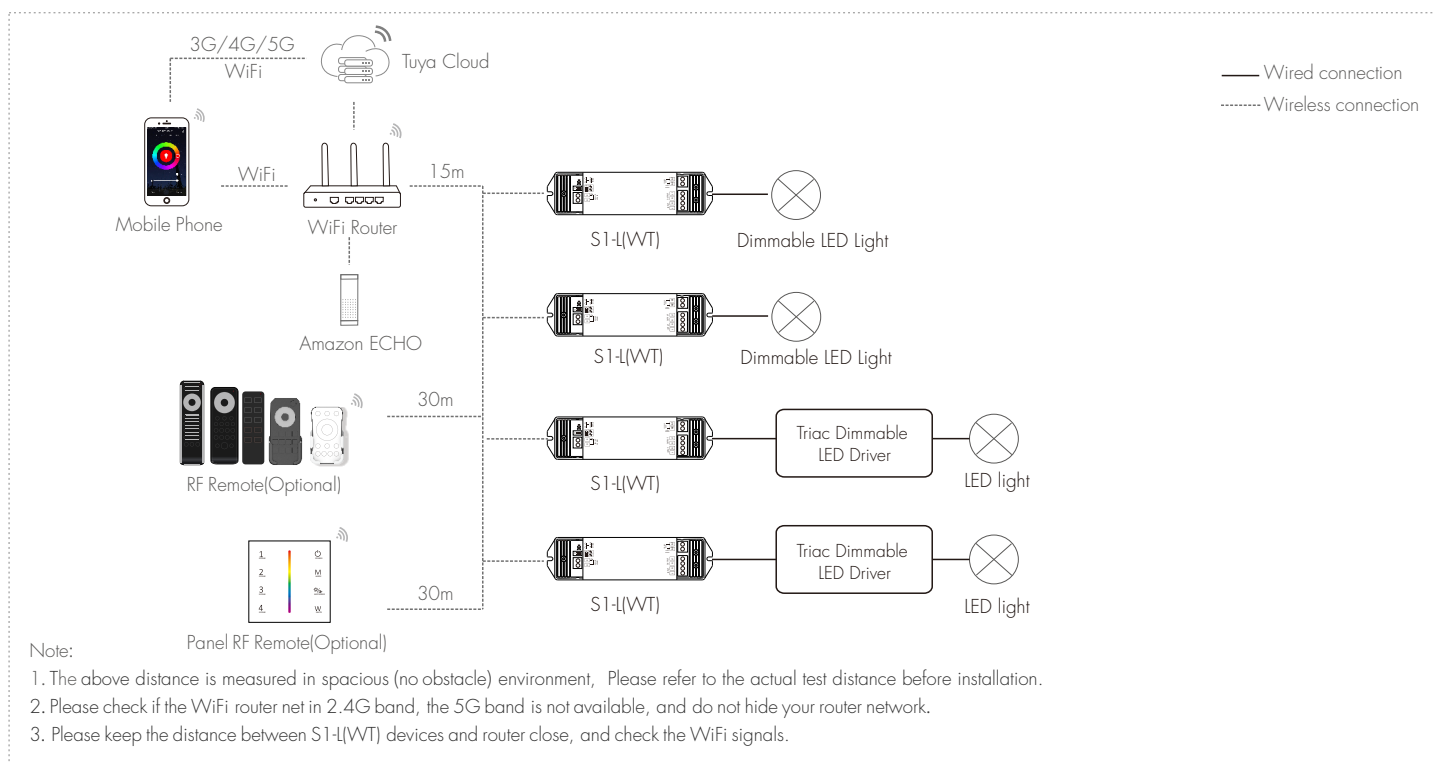 3G/4G/5G
WiFi
Tuya Cloud
Wired connection
Wireless connection
WiFi
15m
Mobile Phone
WiFi Router
S1-L(WT)
Dimmable LED Light
Amazon ECHO
S1-L(WT)
Dimmable LED Light
30m
RF Remote(Optional)
S1-L(WT)
Triac Dimmable
LED Driver
LED light
1
2
M
3
4
W
30m
Panel RF Remote(Optional)
S1-L(WT)
Triac Dimmable
LED Driver
LED light
Note:
1. The above distance is measured in spacious (no obstacle) environment, Please refer to the actual test distance before installation.
2. Please check if the WiFi router net in 2.4G band, the 5G band is not available, and do not hide your router network.
3. Please keep the distance between S1-L(WT) devices and router close, and check the WiFi signals.